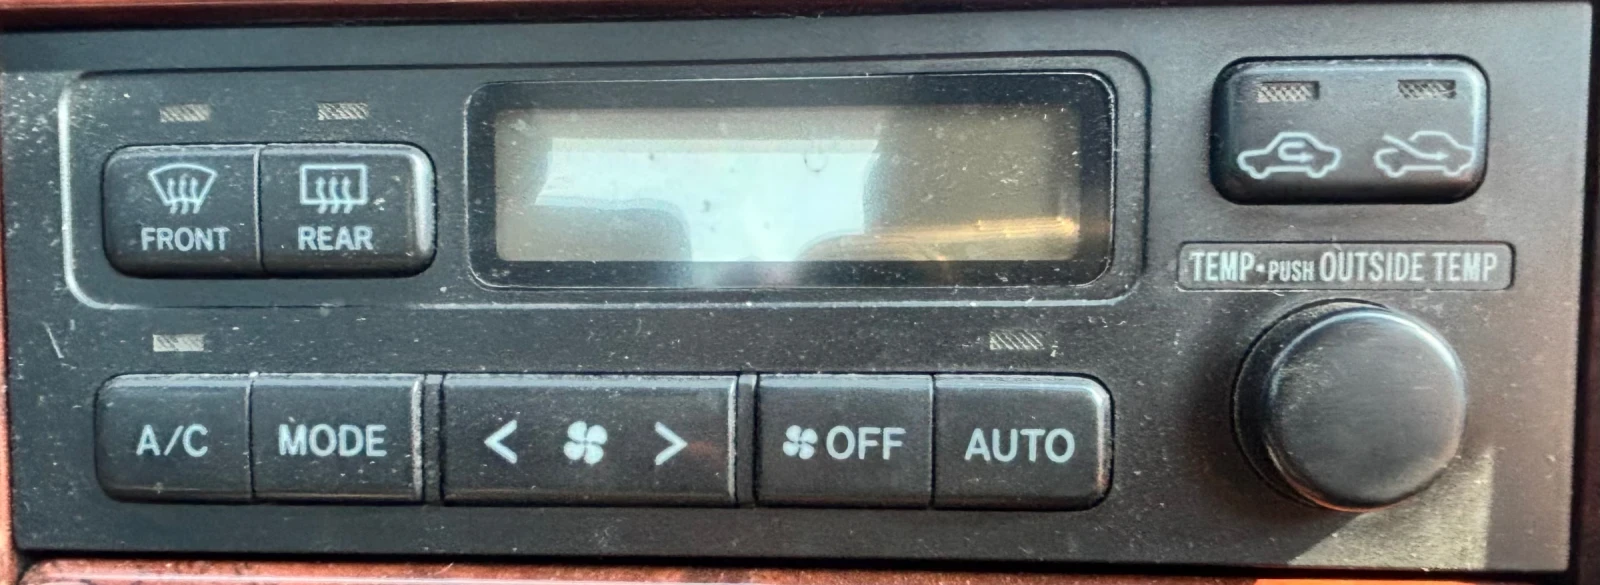 FRONT REAR
TEMP•PUSH OUTSIDE TEMP
A/C MODE < > OFF AUTO